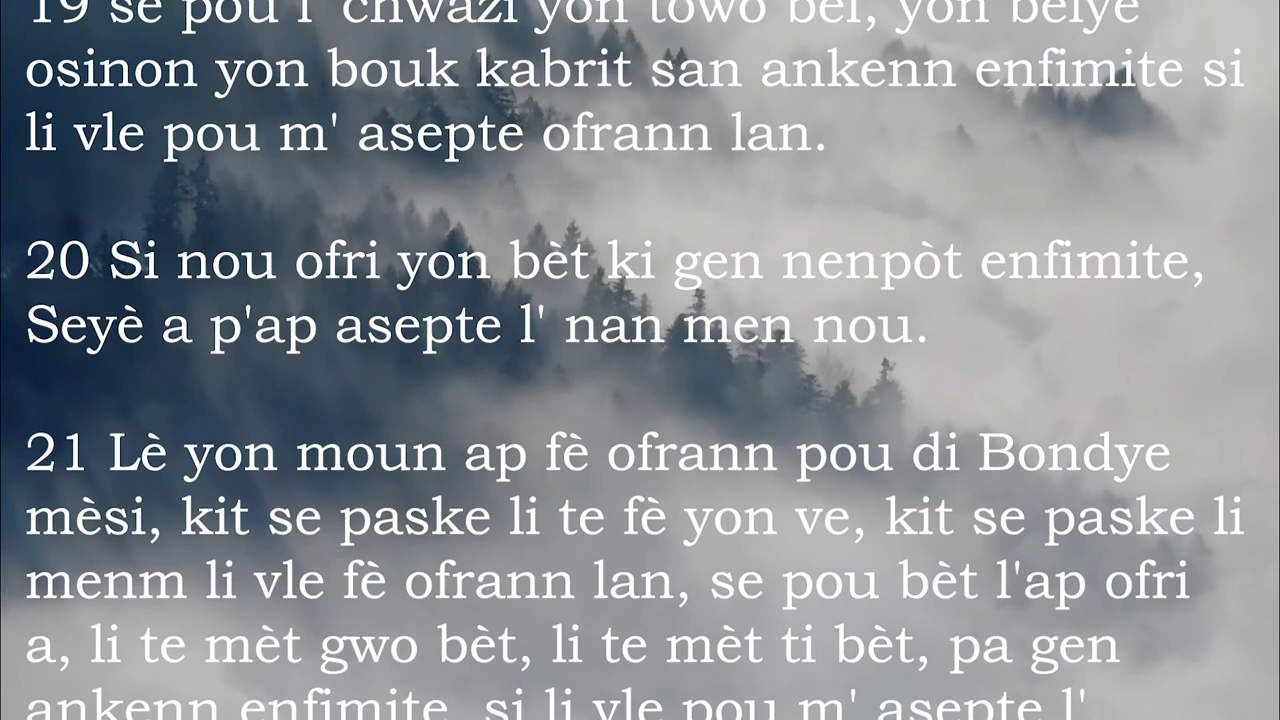 19 se pou l' chwazi yon towo bèl, yon belye
osinon yon bouk kabrit san ankenn enfimite si
li vle pou m' asepte ofrann lan.
20 Si nou ofri yon bèt ki gen nenpòt enfimite,
Seyè a p'ap asepte l' nan men nou.
21 Lè yon moun ap fè ofrann pou di Bondye
mèsi, kit se paske li te fè yon ve, kit se paske li
menm li vle fè ofrann lan, se pou bèt l'ap ofri
a, li te mèt gwo bèt, li te mèt ti bèt, pa gen
ankenn enfimite, si li vle pou m' asepte l'